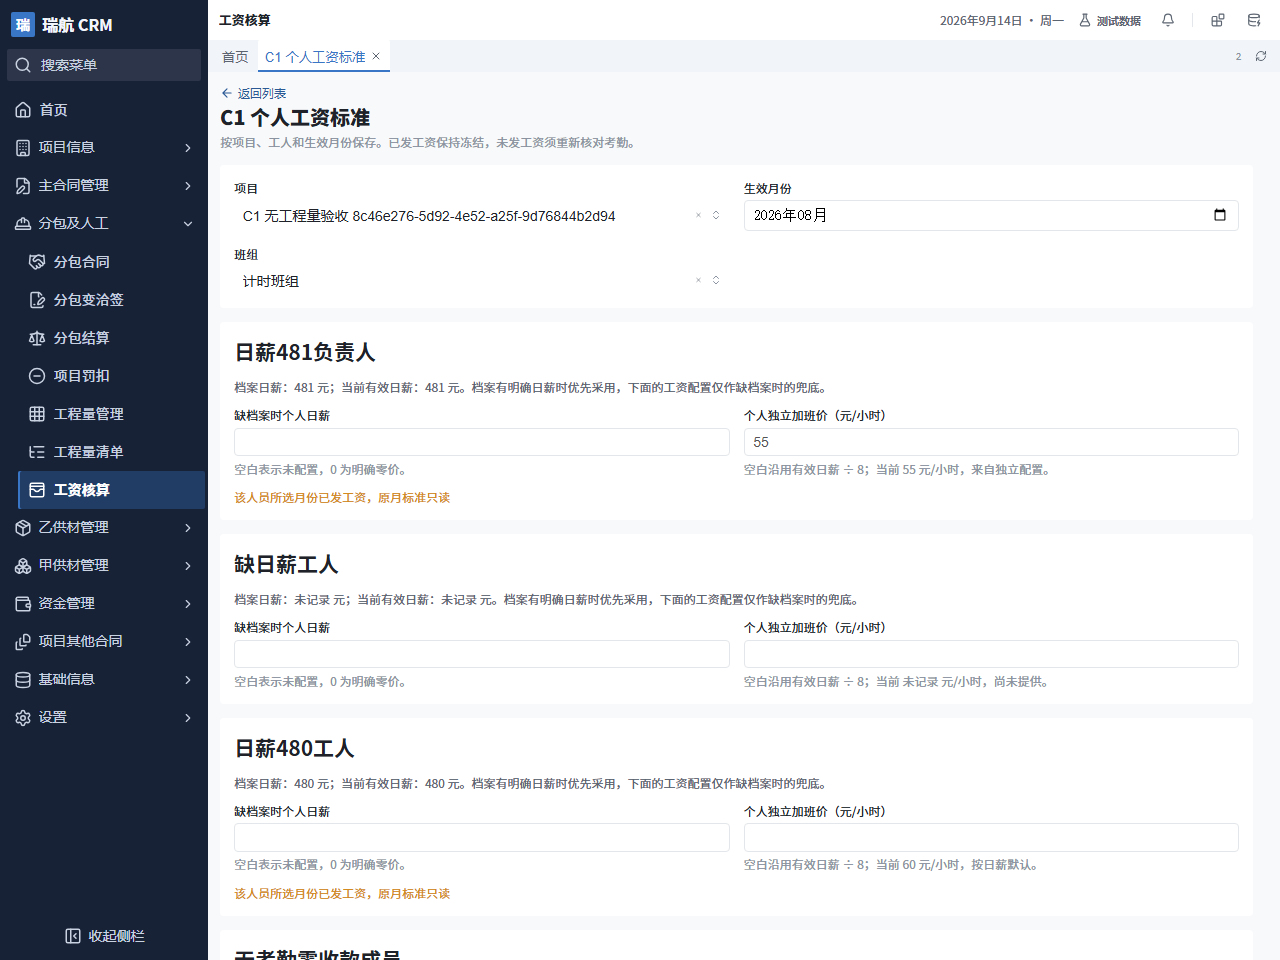 瑞 瑞航 CRM
搜索菜单
首页
项目信息
主合同管理
分包及人工
分包合同
分包变洽签
分包结算
项目罚扣
工程量管理
工程量清单
工资核算
乙供材管理
甲供材管理
资金管理
项目其他合同
基础信息
设置
收起侧栏
工资核算
2026年9月14日 · 周一 测试数据
首页 C1 个人工资标准 × 2
← 返回列表
C1 个人工资标准
按项目、工人和生效月份保存。已发工资保持冻结，未发工资须重新核对考勤。
项目 生效月份
C1 无工程量验收 8c46e276-5d92-4e52-a25f-9d76844b2d94 × 2026年08月
班组
计时班组 ×
日薪481负责人
档案日薪：481 元；当前有效日薪：481 元。档案有明确日薪时优先采用，下面的工资配置仅作缺档案时的兜底。
缺档案时个人日薪 个人独立加班价（元/小时）
55
空白表示未配置，0 为明确零价。 空白沿用有效日薪 ÷ 8；当前 55 元/小时，来自独立配置。
该人员所选月份已发工资，原月标准只读
缺日薪工人
档案日薪：未记录 元；当前有效日薪：未记录 元。档案有明确日薪时优先采用，下面的工资配置仅作缺档案时的兜底。
缺档案时个人日薪 个人独立加班价（元/小时）
空白表示未配置，0 为明确零价。 空白沿用有效日薪 ÷ 8；当前 未记录 元/小时，尚未提供。
日薪480工人
档案日薪：480 元；当前有效日薪：480 元。档案有明确日薪时优先采用，下面的工资配置仅作缺档案时的兜底。
缺档案时个人日薪 个人独立加班价（元/小时）
空白表示未配置，0 为明确零价。 空白沿用有效日薪 ÷ 8；当前 60 元/小时，按日薪默认。
该人员所选月份已发工资，原月标准只读
无考勤零收款成员